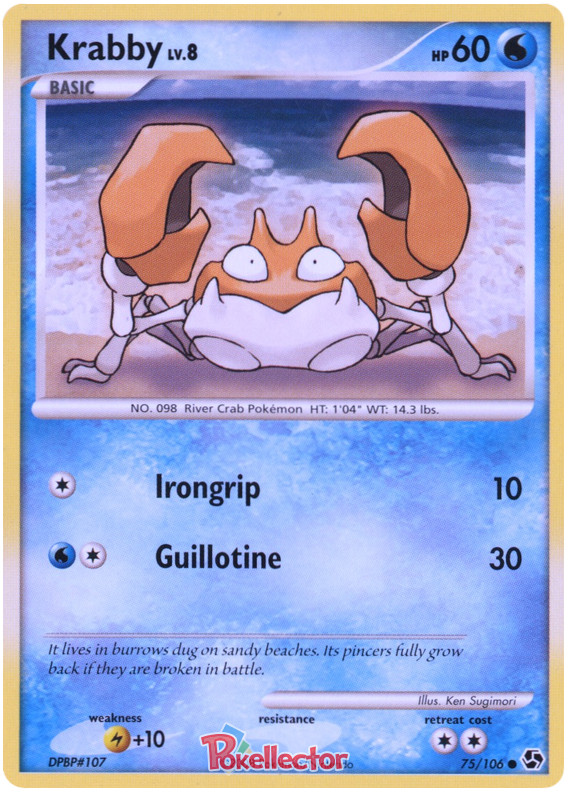 Krabby LV.8
HP 60
BASIC
NO. 098 River Crab Pokémon HT: 1'04" WT: 14.3 lbs.
Irongrip 10
Guillotine 30
It lives in burrows dug on sandy beaches. Its pincers fully grow
back if they are broken in battle.
Illus. Ken Sugimori
weakness resistance retreat cost
+10
DPBP#107
Pokellector
75/106